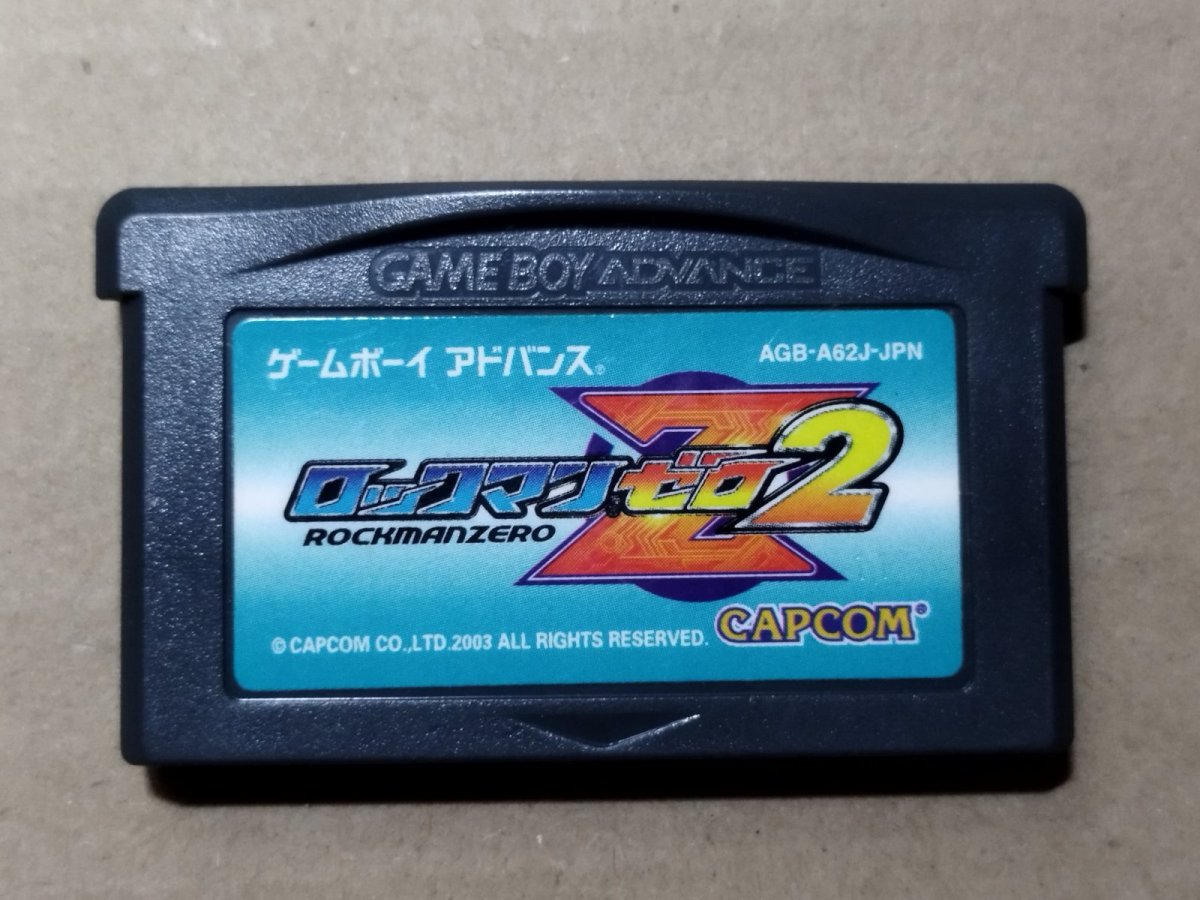 GAME BOY ADVANCE
ゲームボーイ アドバンス®
AGB-A62J-JPN
Z
ロックマン ゼロ2
ROCKMANZERO
CAPCOM®
©CAPCOM CO.,LTD.2003 ALL RIGHTS RESERVED.